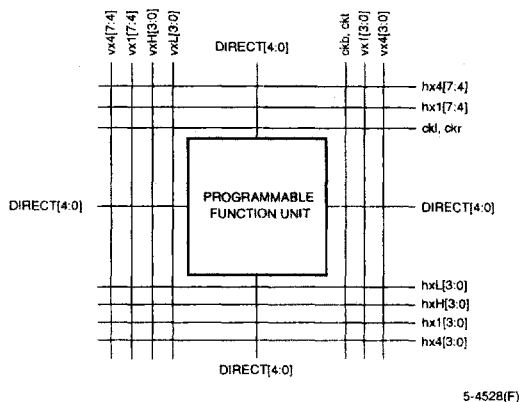 vx4[7:4]
vx1[7:4]
vxH[3:0]
vxL[3:0]
DIRECT[4:0]
ckb, ckt
vx1[3:0]
vx4[3:0]
hx4[7:4]
hx1[7:4]
ckl, ckr
DIRECT[4:0]
PROGRAMMABLE
FUNCTION UNIT
DIRECT[4:0]
hxL[3:0]
hxH[3:0]
hx1[3:0]
hx4[3:0]
DIRECT[4:0]
5-4528(F)